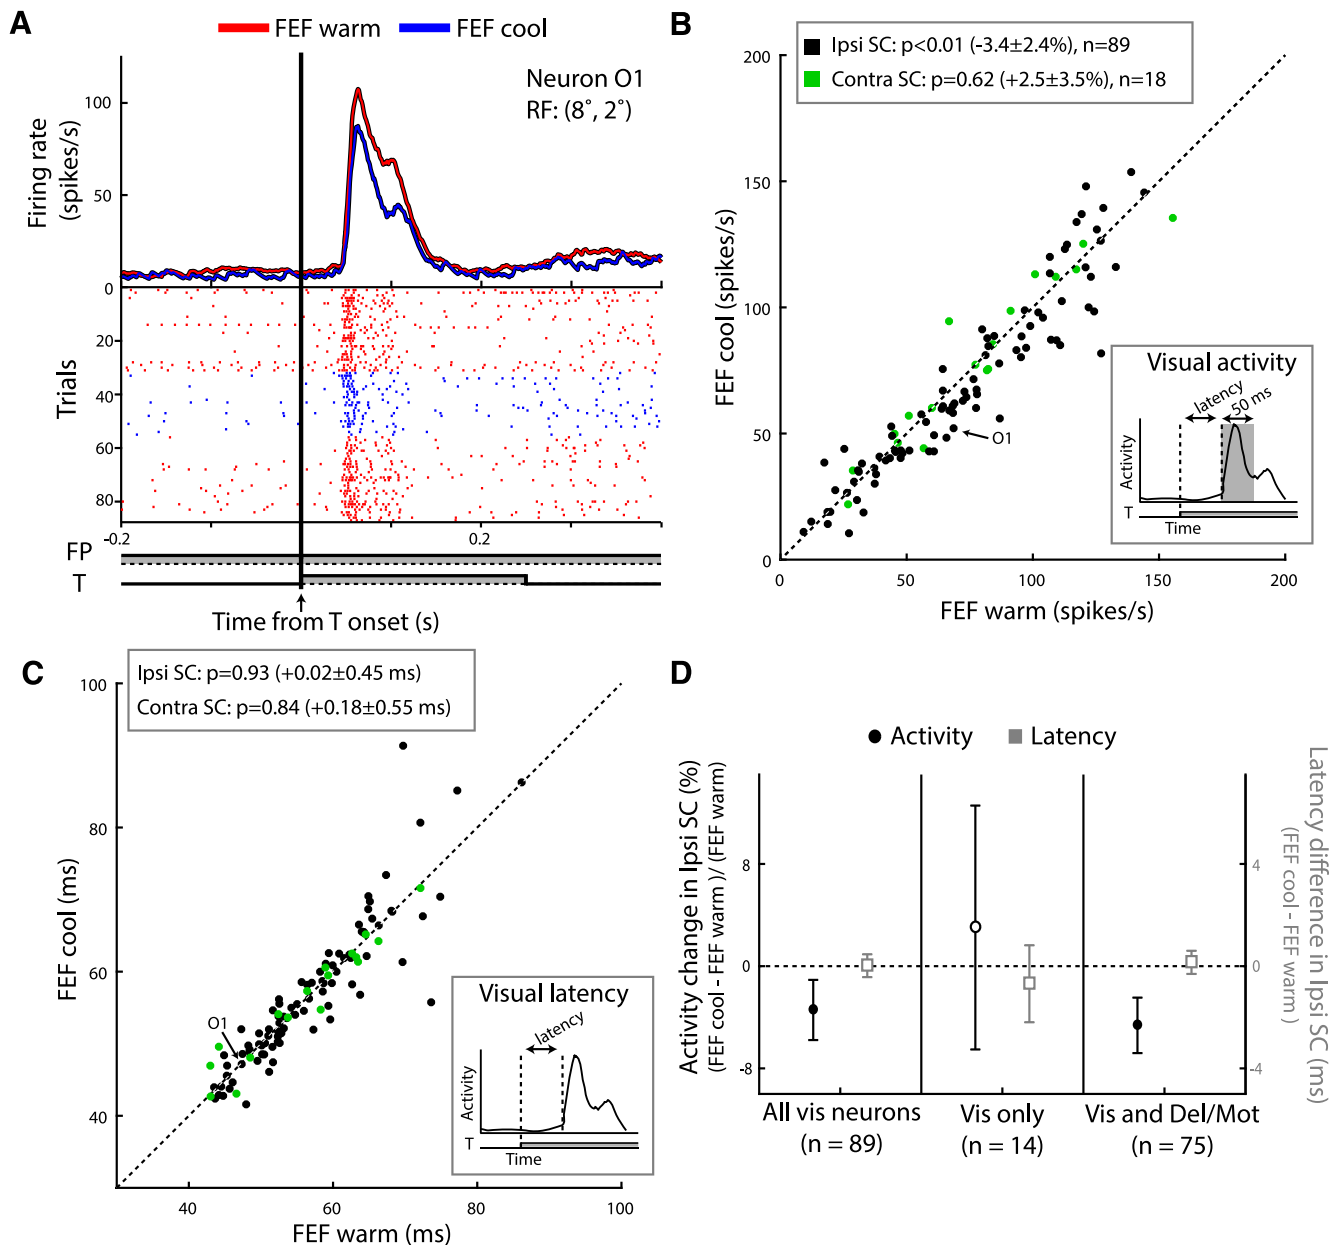 A
FEF warm
FEF cool
Neuron O1
RF: (8°, 2°)
Firing rate
(spikes/s)
100
50
0
Trials
20
40
60
80
-0.2
0.2
FP
T
Time from T onset (s)
B
Ipsi SC: p<0.01 (-3.4±2.4%), n=89
Contra SC: p=0.62 (+2.5±3.5%), n=18
FEF cool (spikes/s)
200
150
100
50
0
O1
Visual activity
latency
50 ms
Activity
T
Time
0
50
100
150
200
FEF warm (spikes/s)
C
Ipsi SC: p=0.93 (+0.02±0.45 ms)
Contra SC: p=0.84 (+0.18±0.55 ms)
FEF cool (ms)
100
80
60
40
O1
Visual latency
latency
Activity
T
Time
40
60
80
100
FEF warm (ms)
D
Activity
Latency
Activity change in Ipsi SC (%)
(FEF cool - FEF warm )/ (FEF warm)
8
0
-8
4
0
-4
Latency difference in Ipsi SC (ms)
(FEF cool - FEF warm )
All vis neurons
(n = 89)
Vis only
(n = 14)
Vis and Del/Mot
(n = 75)